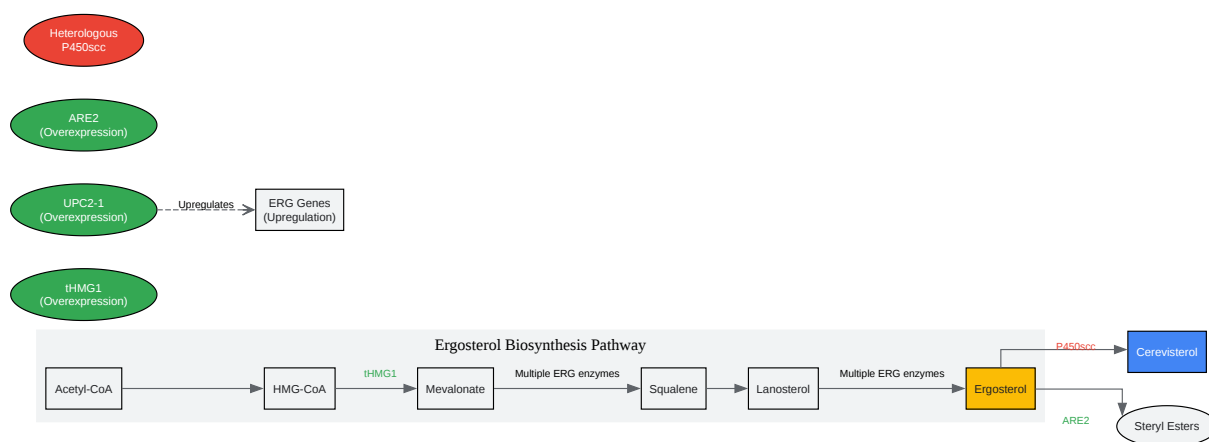 Heterologous
P450scc
ARE2
(Overexpression)
UPC2-1
(Overexpression)
Upregulates
ERG Genes
(Upregulation)
tHMG1
(Overexpression)
Ergosterol Biosynthesis Pathway
Acetyl-CoA
HMG-CoA
tHMG1
Mevalonate
Multiple ERG enzymes
Squalene
Lanosterol
Multiple ERG enzymes
Ergosterol
P450scc
Cerevisterol
ARE2
Steryl Esters